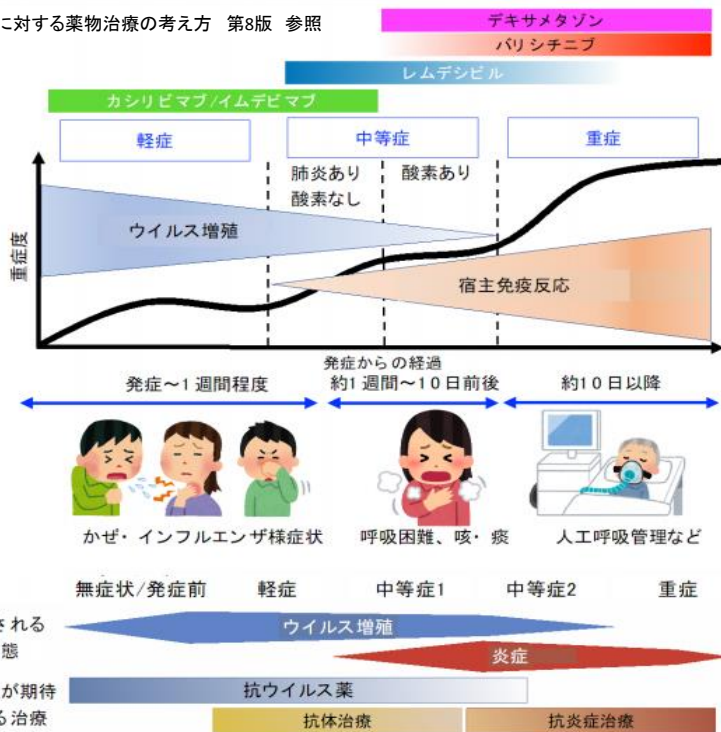 に対する薬物治療の考え方 第8版 参照
デキサメタゾン
バリシチニブ
レムデシビル
カシリビマブ/イムデビマブ
軽症
中等症
重症
肺炎あり
酸素なし
酸素あり
重症度
ウイルス増殖
宿主免疫反応
発症からの経過
発症～1週間程度
約1週間～10日前後
約10日以降
かぜ・インフルエンザ様症状
呼吸困難、咳・痰
人工呼吸管理など
無症状/発症前
軽症
中等症1
中等症2
重症
される
態
ウイルス増殖
炎症
が期待
る治療
抗ウイルス薬
抗体治療
抗炎症治療